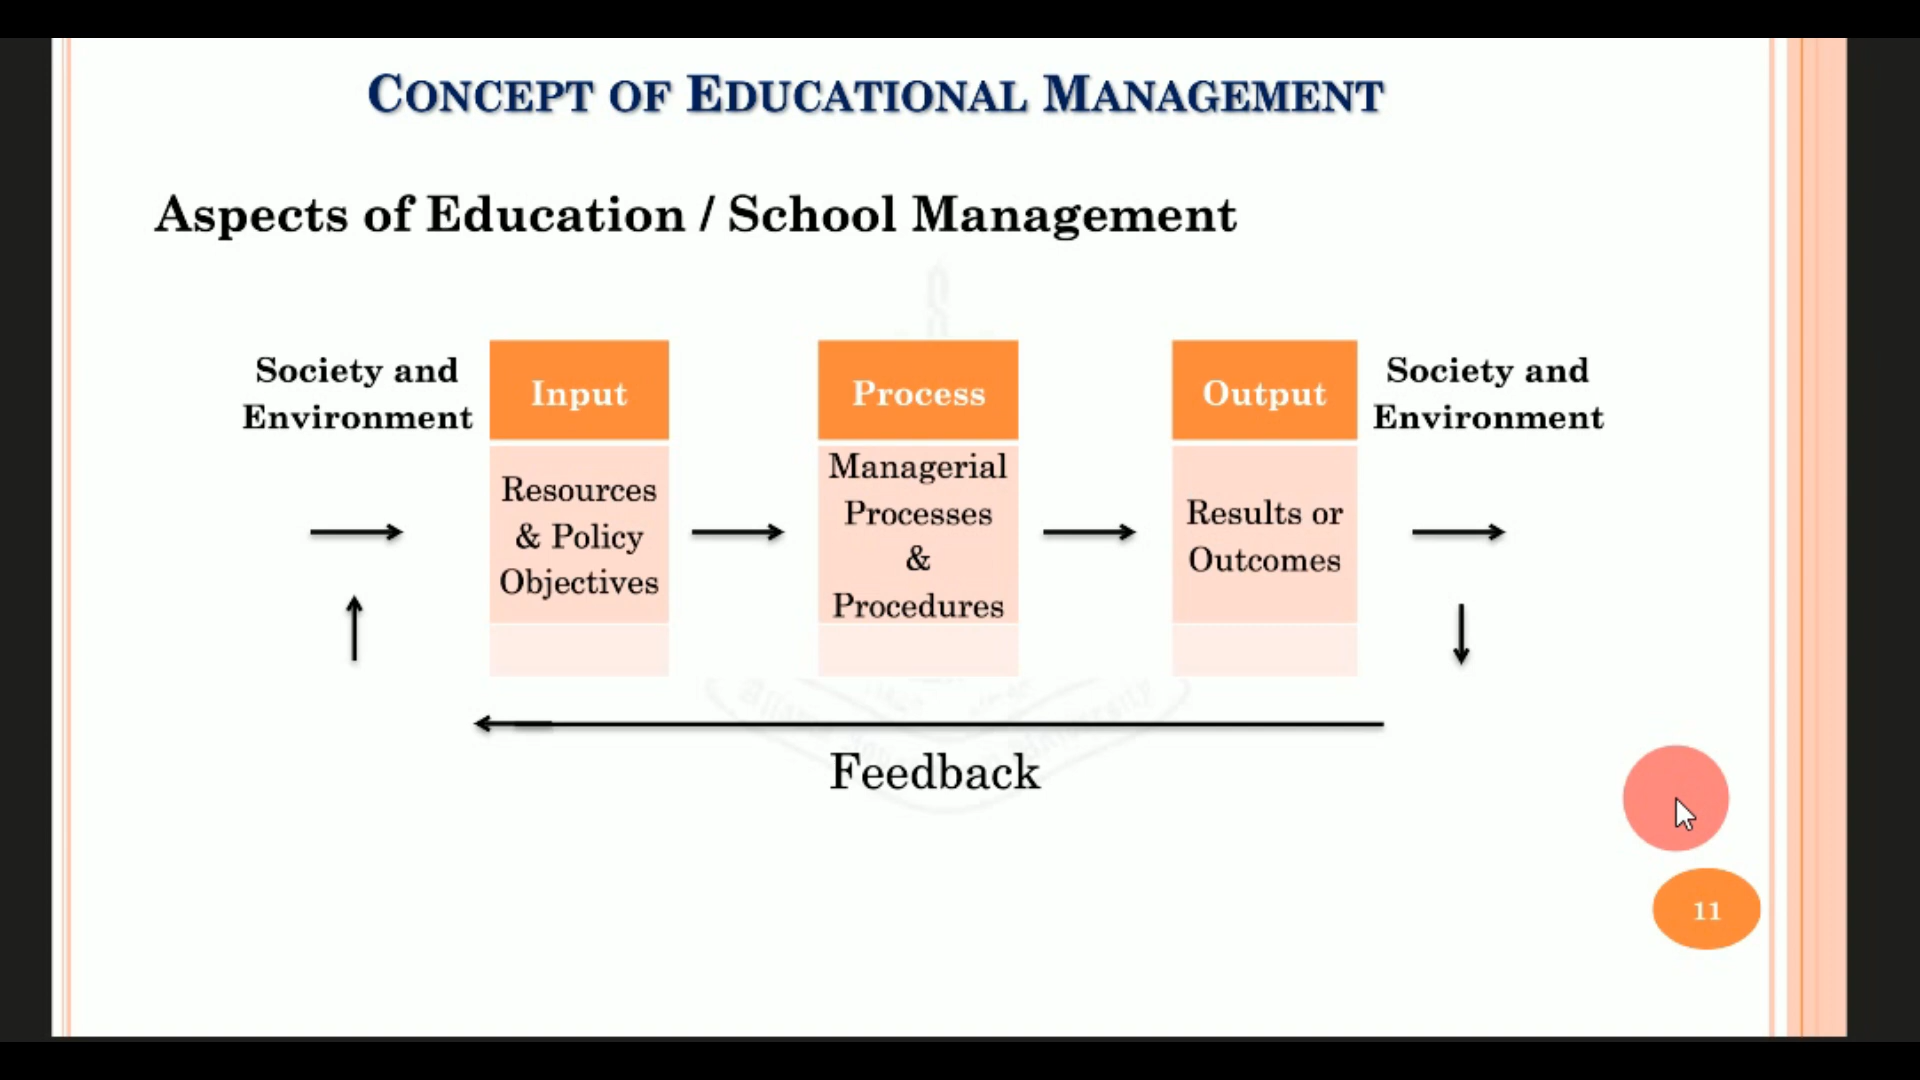 CONCEPT OF EDUCATIONAL MANAGEMENT
Aspects of Education / School Management
Society and
Environment
Input
Resources
& Policy
Objectives
Process
Managerial
Processes
&
Procedures
Output
Results or
Outcomes
Society and
Environment
Feedback
11